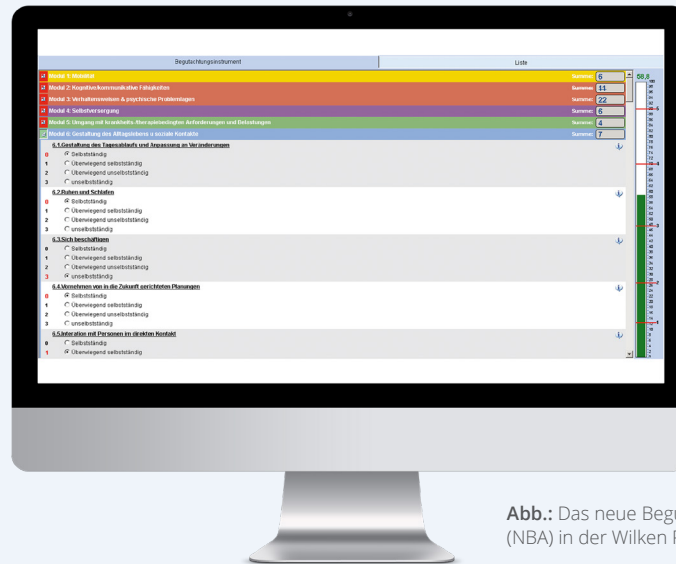 Begutachtungsinstrument
Liste
Modul 1: Mobilität Summe: 6
58,8
Modul 2: Kognitive/kommunikative Fähigkeiten Summe: 11
Modul 3: Verhaltensweisen & psychische Problemlagen Summe: 22
Modul 4: Selbstversorgung Summe: 6
Modul 5: Umgang mit krankheits-/therapiebedingten Anforderungen und Belastungen Summe: 4
Modul 6: Gestaltung des Alltagslebens u soziale Kontakte Summe: 7
6.1.Gestaltung des Tagesablaufs und Anpassung an Veränderungen
0 Selbstständig
1 Überwiegend selbstständig
2 Überwiegend unselbstständig
3 unselbstständig
6.2.Ruhen und Schlafen
0 Selbstständig
1 Überwiegend selbstständig
2 Überwiegend unselbstständig
3 unselbstständig
6.3.Sich beschäftigen
0 Selbstständig
1 Überwiegend selbstständig
2 Überwiegend unselbstständig
3 unselbstständig
6.4.Vornehmen von in die Zukunft gerichteten Planungen
0 Selbstständig
1 Überwiegend selbstständig
2 Überwiegend unselbstständig
3 unselbstständig
6.5.Interation mit Personen im direkten Kontakt
0 Selbstständig
1 Überwiegend selbstständig
Abb.: Das neue Begu
(NBA) in der Wilken